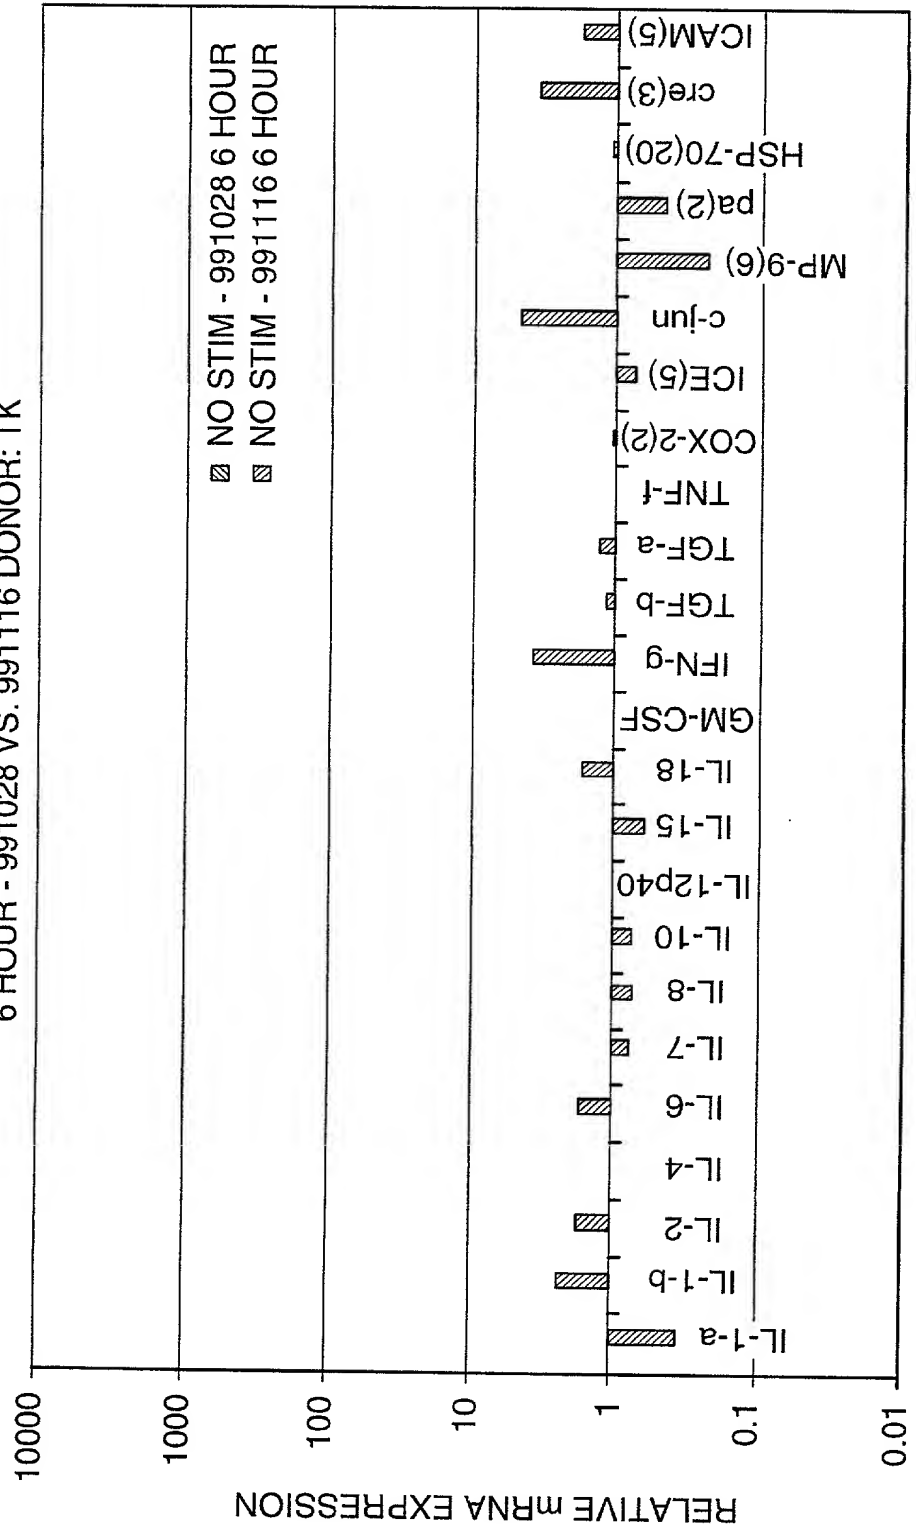 6 HOUR - 991028 VS. 991116 DONOR: TK
NO STIM - 991028 6 HOUR
NO STIM - 991116 6 HOUR
RELATIVE mRNA EXPRESSION
10000
1000
100
10
1
0.1
0.01
IL-1-a
IL-1-b
IL-2
IL-4
IL-6
IL-7
IL-8
IL-10
IL-12p40
IL-15
IL-18
GM-CSF
IFN-g
TGF-b
TGF-a
TNF-f
COX-2(2)
ICE(5)
c-jun
MP-9(6)
pa(2)
HSP-70(20)
cre(3)
ICAM(5)